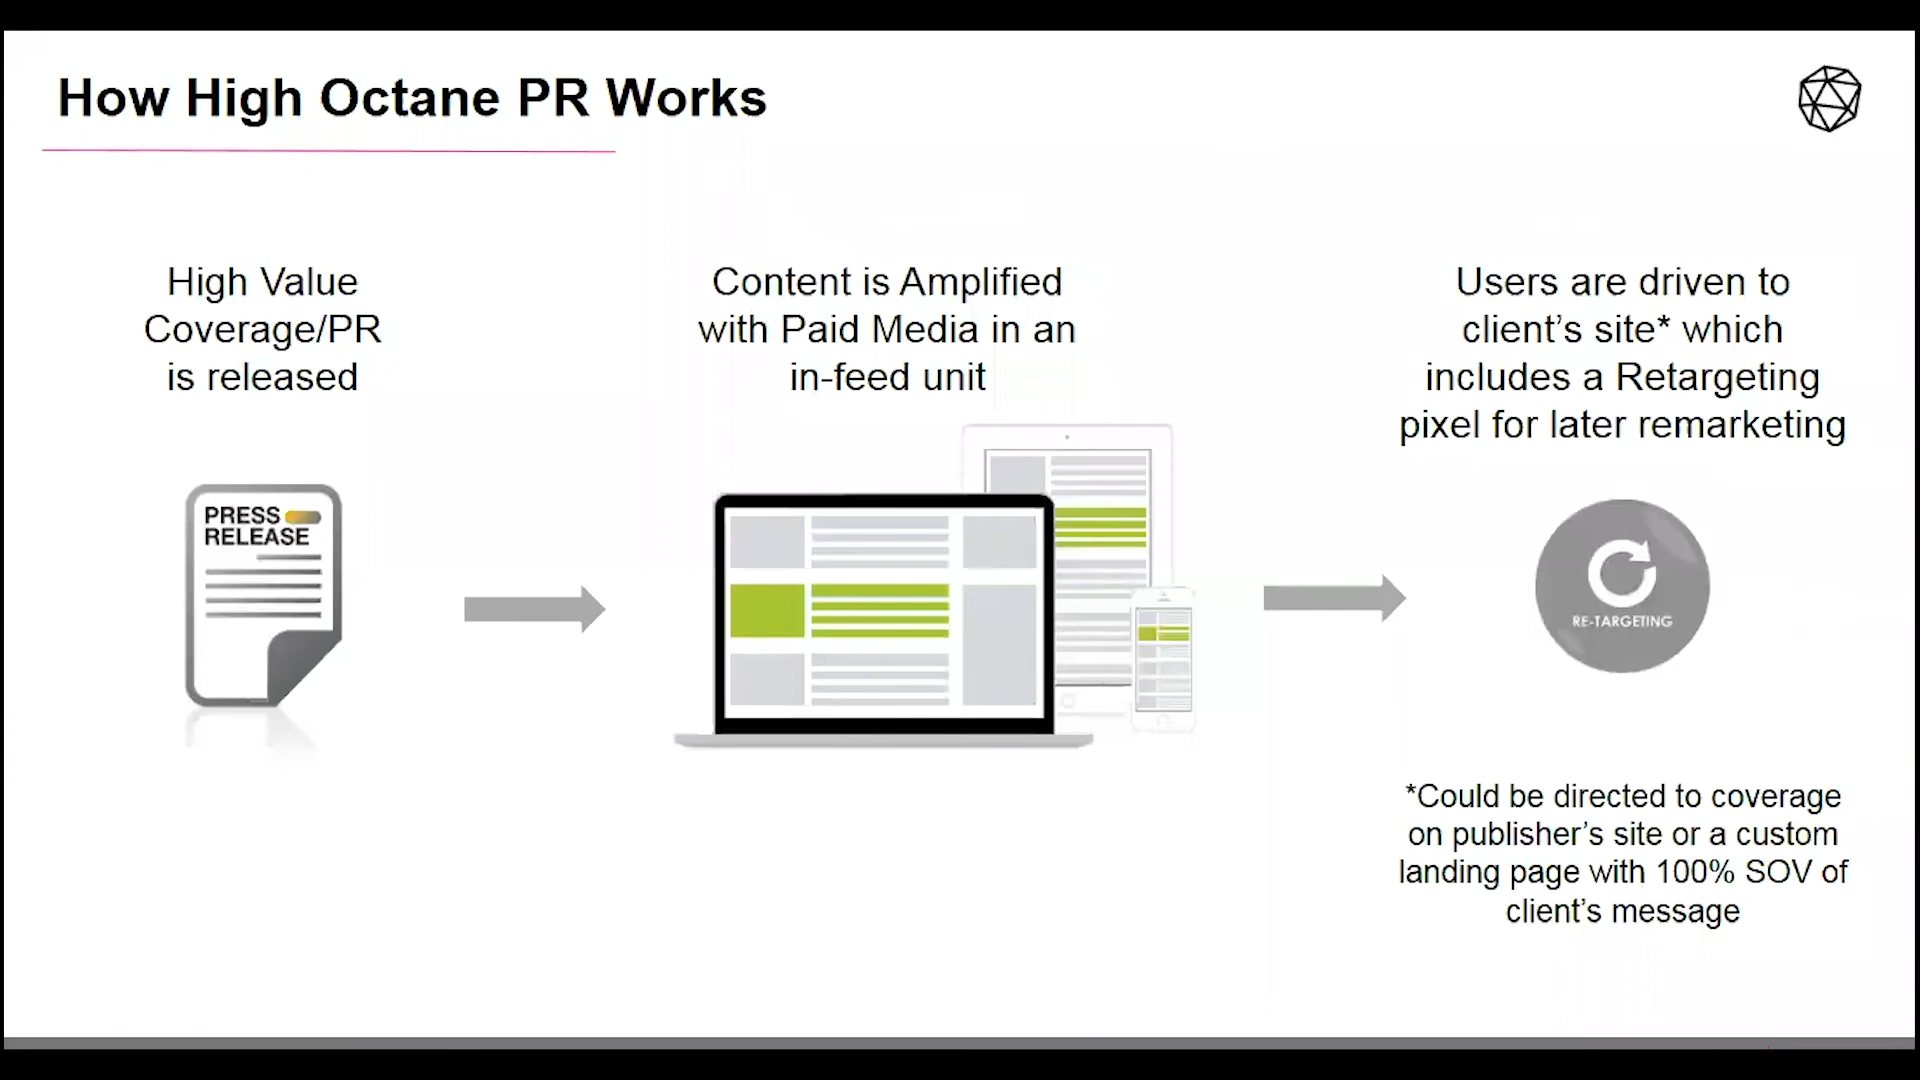 How High Octane PR Works
High Value
Coverage/PR
is released
PRESS
RELEASE
Content is Amplified
with Paid Media in an
in-feed unit
Users are driven to
client's site* which
includes a Retargeting
pixel for later remarketing
RE-TARGETING
*Could be directed to coverage
on publisher's site or a custom
landing page with 100% SOV of
client's message